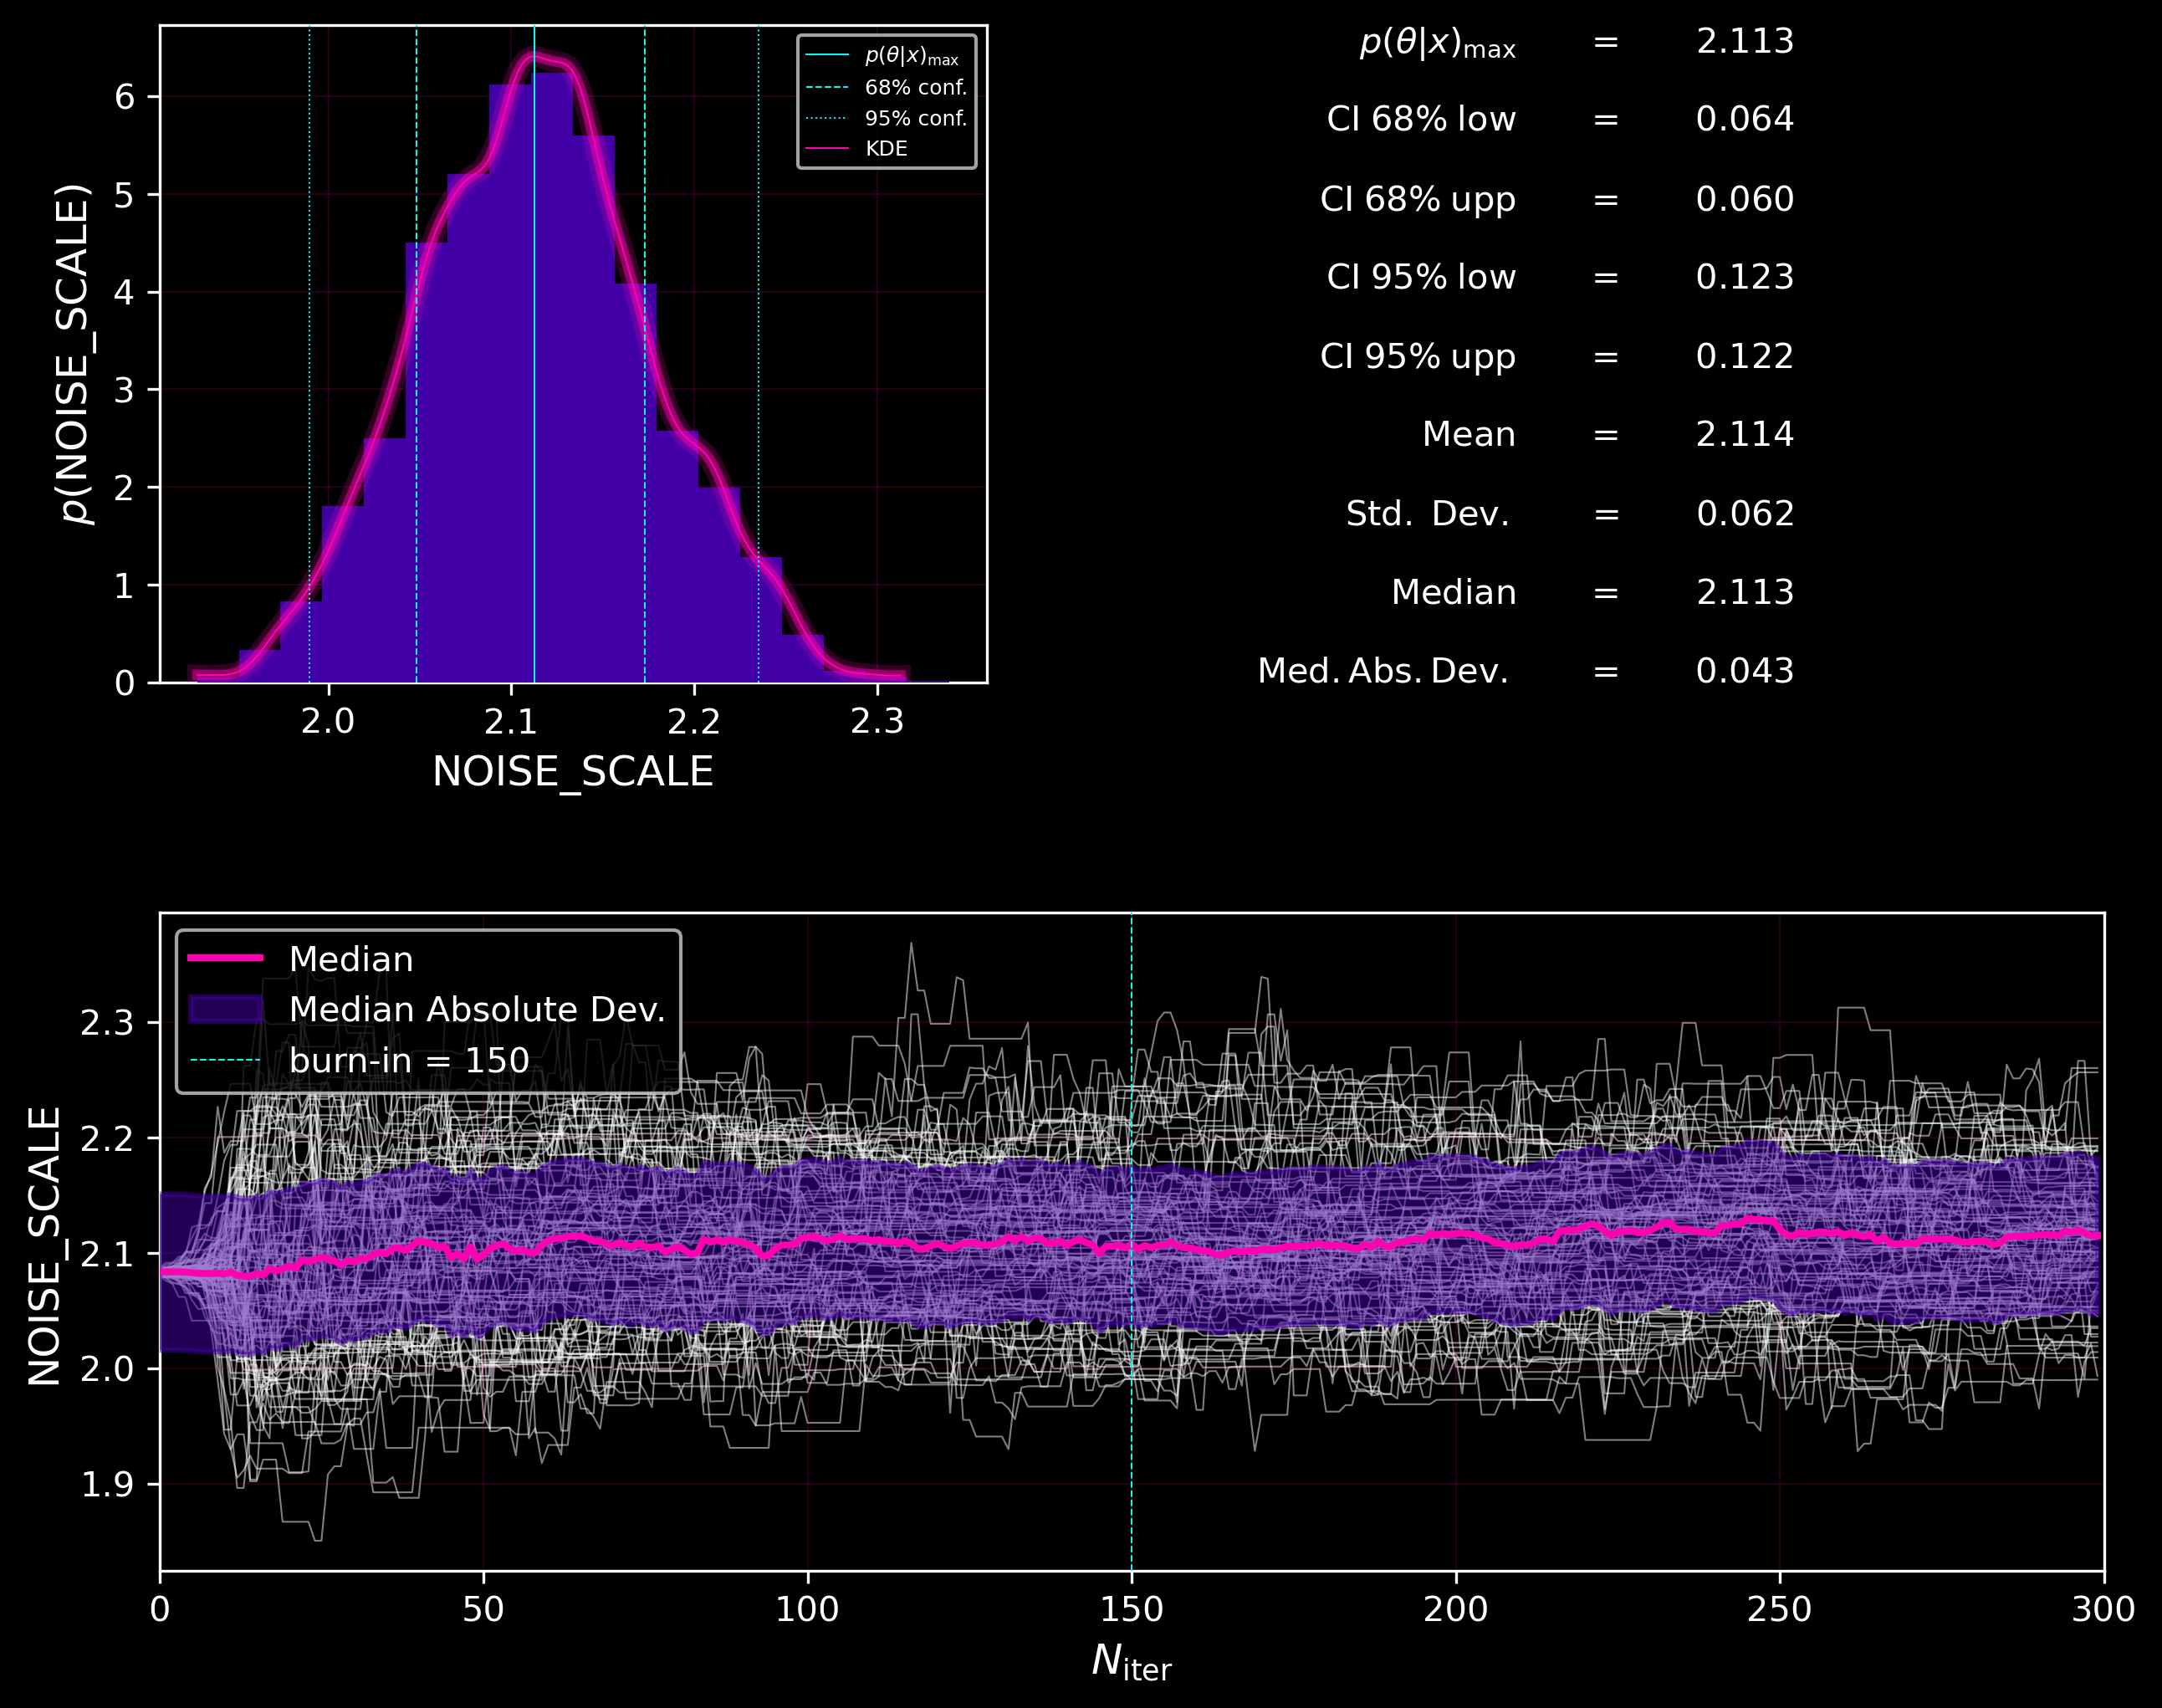 p(θ|x)max
68% conf.
95% conf.
KDE
6
5
4
3
2
1
0
p(NOISE_SCALE)
2.0 2.1 2.2 2.3
NOISE_SCALE
p(θ|x)max = 2.113
CI 68% low = 0.064
CI 68% upp = 0.060
CI 95% low = 0.123
CI 95% upp = 0.122
Mean = 2.114
Std. Dev. = 0.062
Median = 2.113
Med. Abs. Dev. = 0.043
Median
Median Absolute Dev.
burn-in = 150
2.3
2.2
2.1
2.0
1.9
NOISE_SCALE
0 50 100 150 200 250 300
Niter